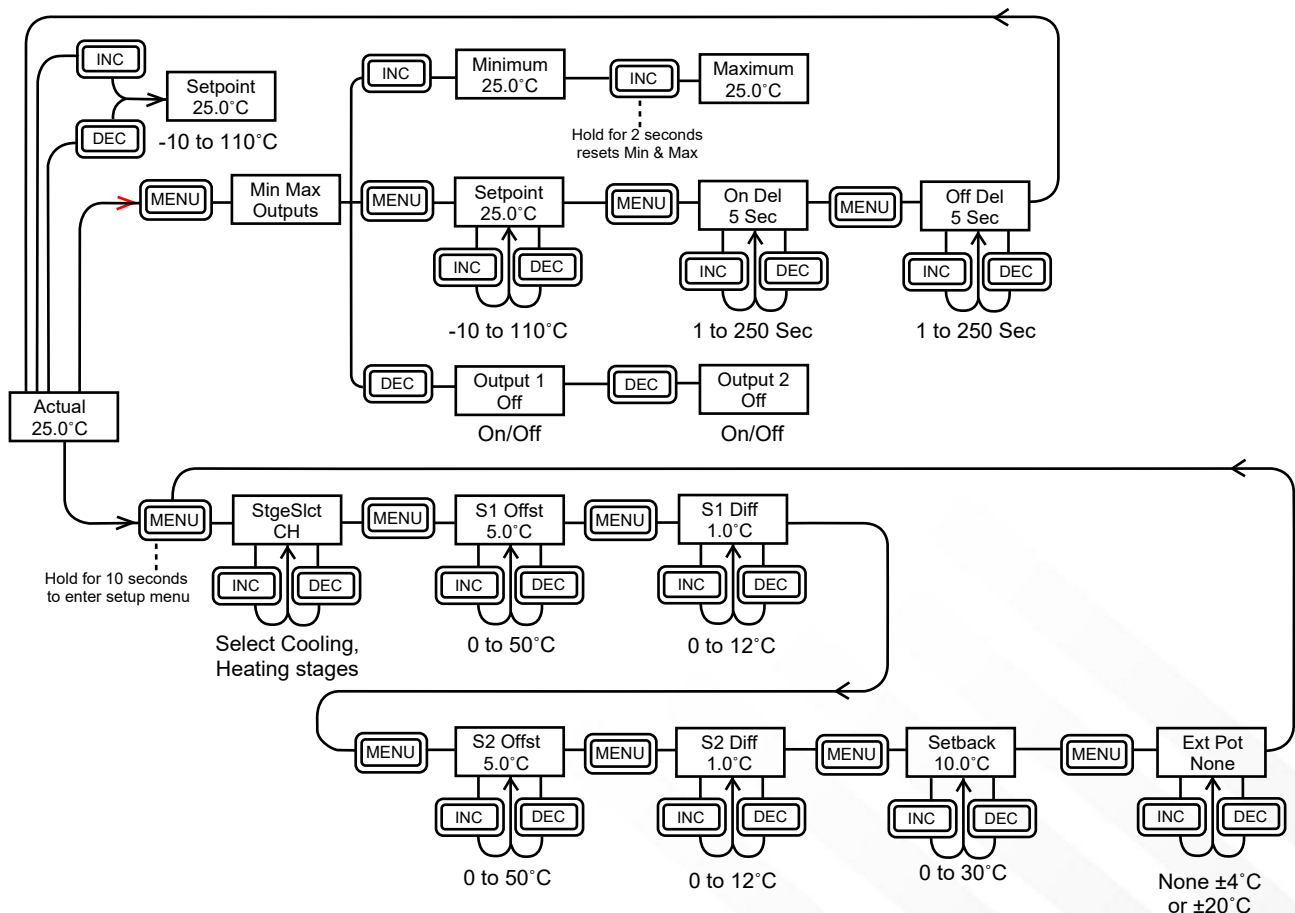 INC
Setpoint
25.0˚C
DEC
-10 to 110˚C
INC
Minimum
25.0˚C
INC
Maximum
25.0˚C
Hold for 2 seconds
resets Min & Max
MENU
Min Max
Outputs
MENU
Setpoint
25.0˚C
INC
DEC
-10 to 110˚C
MENU
On Del
5 Sec
INC
DEC
1 to 250 Sec
MENU
Off Del
5 Sec
INC
DEC
1 to 250 Sec
DEC
Output 1
Off
On/Off
DEC
Output 2
Off
On/Off
Actual
25.0˚C
MENU
Hold for 10 seconds
to enter setup menu
StgeSlct
CH
INC
DEC
Select Cooling,
Heating stages
MENU
S1 Offst
5.0˚C
INC
DEC
0 to 50˚C
MENU
S1 Diff
1.0˚C
INC
DEC
0 to 12˚C
MENU
S2 Offst
5.0˚C
INC
DEC
0 to 50˚C
MENU
S2 Diff
1.0˚C
INC
DEC
0 to 12˚C
MENU
Setback
10.0˚C
INC
DEC
0 to 30˚C
MENU
Ext Pot
None
INC
DEC
None ±4˚C
or ±20˚C